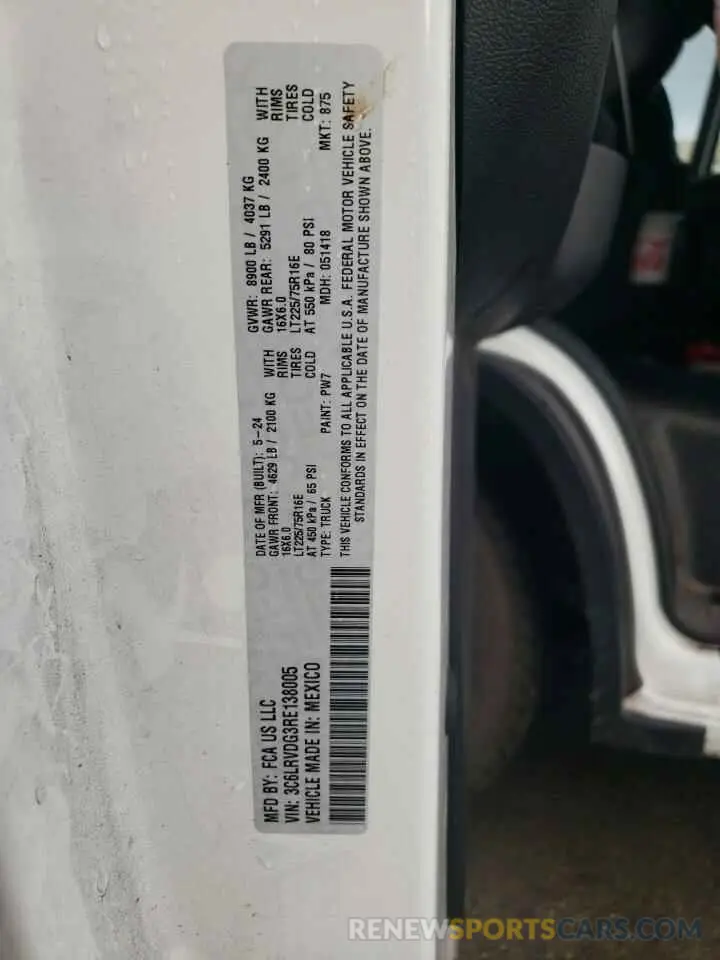 MFD BY: FCA US LLC
VIN: 3C6LRVDG3RE138005
VEHICLE MADE IN: MEXICO
DATE OF MFR (BUILT): 5-24
GAWR FRONT: 4629 LB / 2100 KG WITH
16X6.0 RIMS
LT225/75R16E TIRES
AT 450 kPa / 65 PSI COLD
TYPE: TRUCK PAINT: PW7
GVWR: 8900 LB / 4037 KG
GAWR REAR: 5291 LB / 2400 KG WITH
16X6.0 RIMS
LT225/75R16E TIRES
AT 550 kPa / 80 PSI COLD
MDH: 051418 MKT: 875
THIS VEHICLE CONFORMS TO ALL APPLICABLE U.S.A. FEDERAL MOTOR VEHICLE SAFETY
STANDARDS IN EFFECT ON THE DATE OF MANUFACTURE SHOWN ABOVE.
RENEWSPORTSCARS.COM